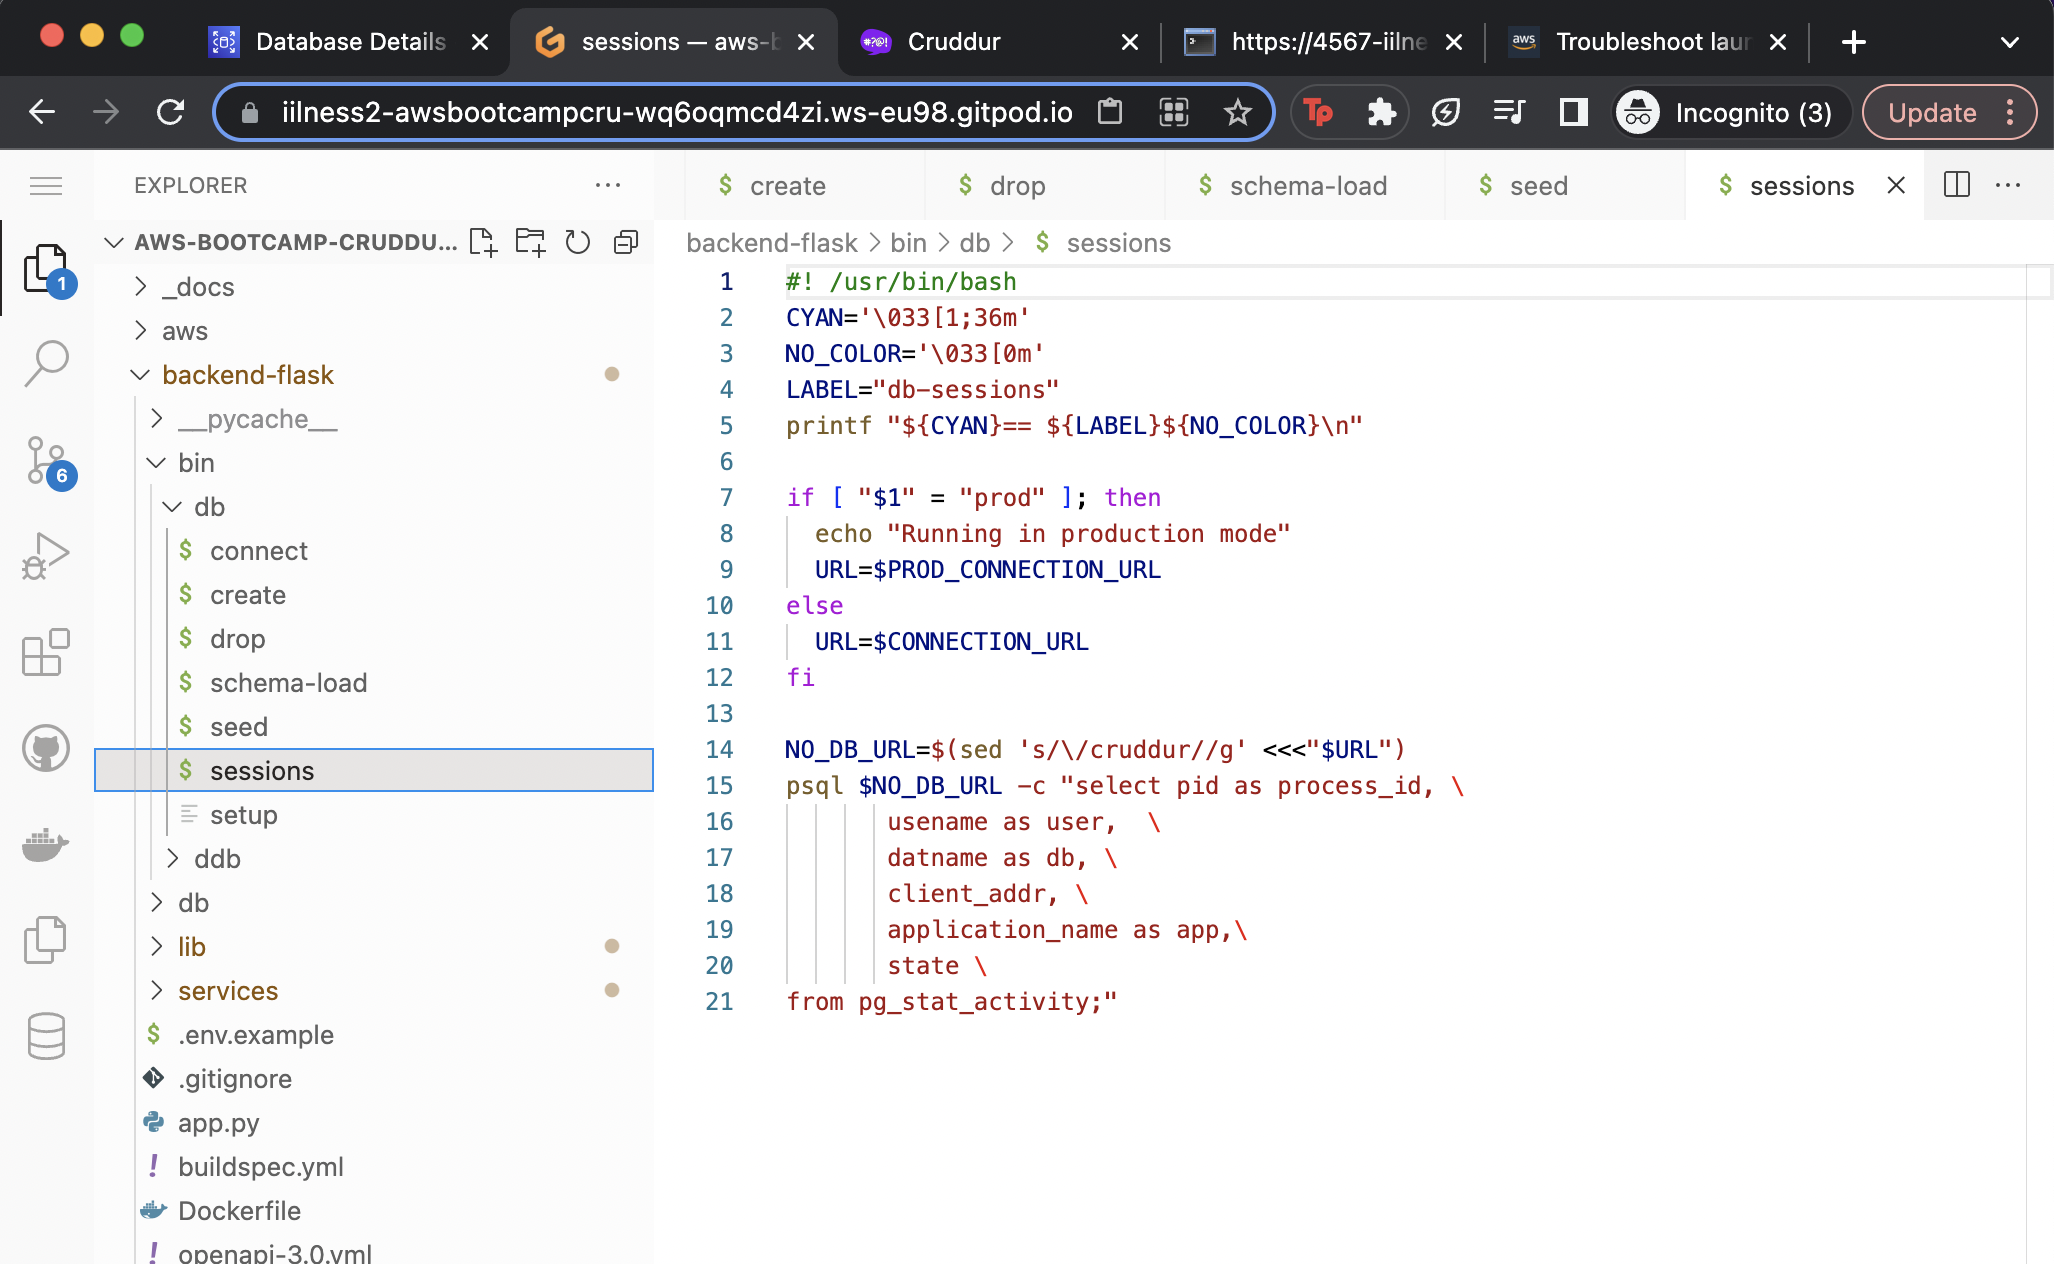 Database Details
sessions — aws-b
Cruddur
https://4567-iilne
aws
Troubleshoot laun
iilness2-awsbootcampcru-wq6oqmcd4zi.ws-eu98.gitpod.io
Tp
Incognito (3)
Update
EXPLORER
$ create
$ drop
$ schema-load
$ seed
$ sessions
AWS-BOOTCAMP-CRUDDU...
backend-flask > bin > db > $ sessions
1
6
_docs
aws
backend-flask
__pycache__
bin
db
$ connect
$ create
$ drop
$ schema-load
$ seed
$ sessions
setup
ddb
db
lib
services
$ .env.example
.gitignore
app.py
! buildspec.yml
Dockerfile
! openapi-3.0.yml
1 #! /usr/bin/bash
2 CYAN='\033[1;36m'
3 NO_COLOR='\033[0m'
4 LABEL="db-sessions"
5 printf "${CYAN}== ${LABEL}${NO_COLOR}\n"
6
7 if [ "$1" = "prod" ]; then
8 echo "Running in production mode"
9 URL=$PROD_CONNECTION_URL
10 else
11 URL=$CONNECTION_URL
12 fi
13
14 NO_DB_URL=$(sed 's/\/cruddur//g' <<<"$URL")
15 psql $NO_DB_URL -c "select pid as process_id, \
16 usename as user,  \
17 datname as db, \
18 client_addr, \
19 application_name as app,\
20 state \
21 from pg_stat_activity;"